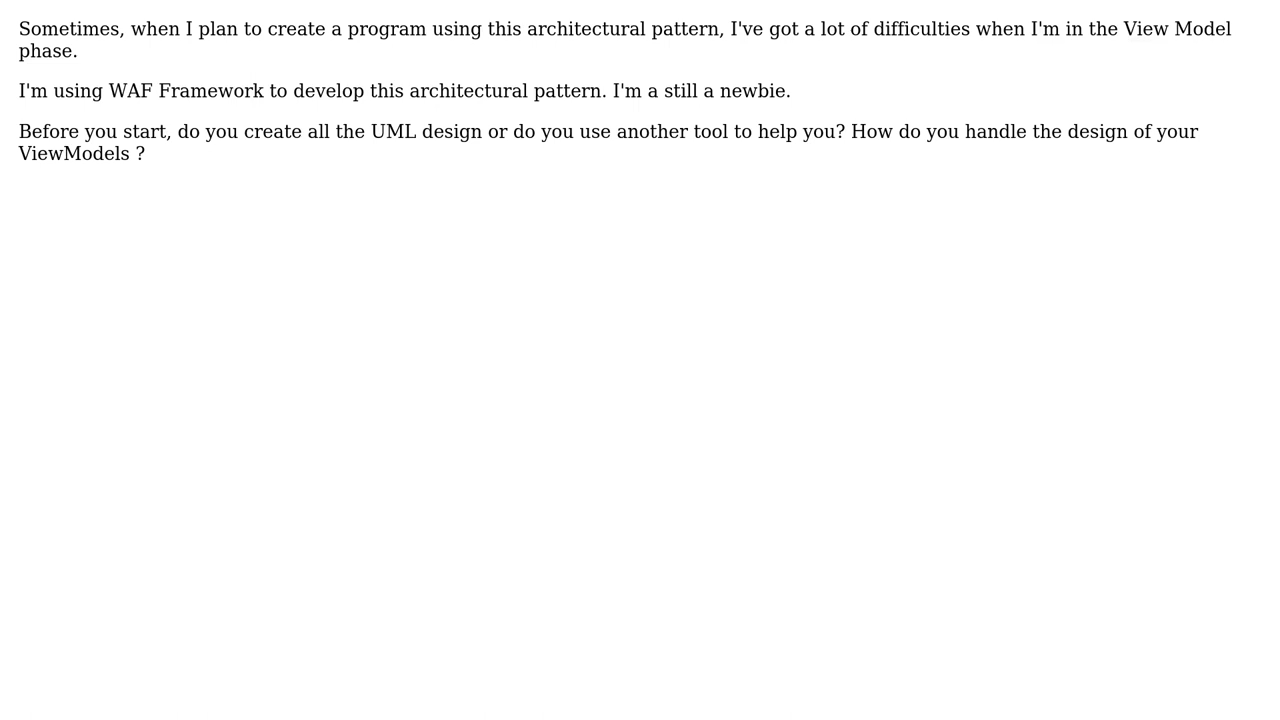 Sometimes, when I plan to create a program using this architectural pattern, I've got a lot of difficulties when I'm in the View Model
phase.
I'm using WAF Framework to develop this architectural pattern. I'm a still a newbie.
Before you start, do you create all the UML design or do you use another tool to help you? How do you handle the design of your
ViewModels ?